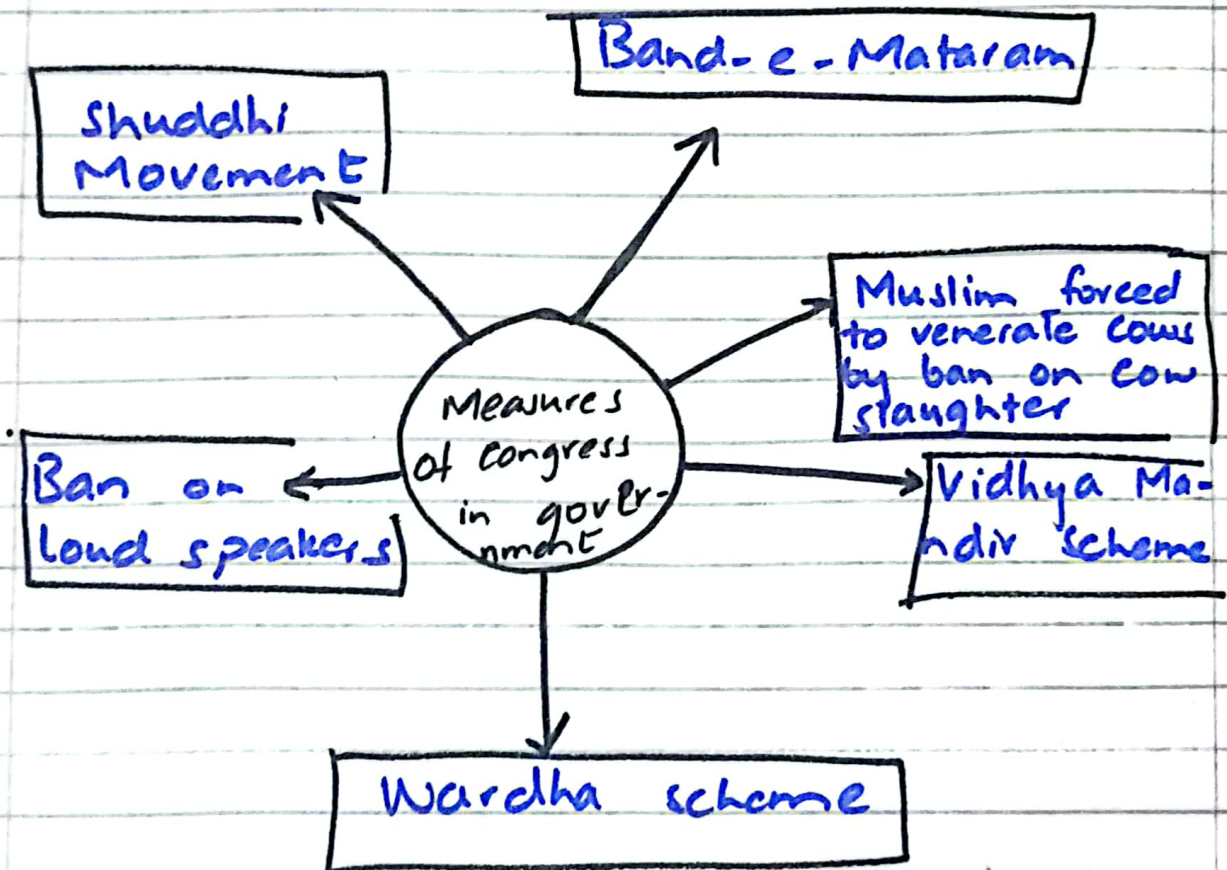 Band-e-Mataram
Shuddhi
Movement
Muslim forced
to venerate cows
by ban on cow
slaughter
Measures
of congress
in gover-
nment
Ban on
loud speakers
Vidhya Ma-
ndir scheme
Wardha scheme